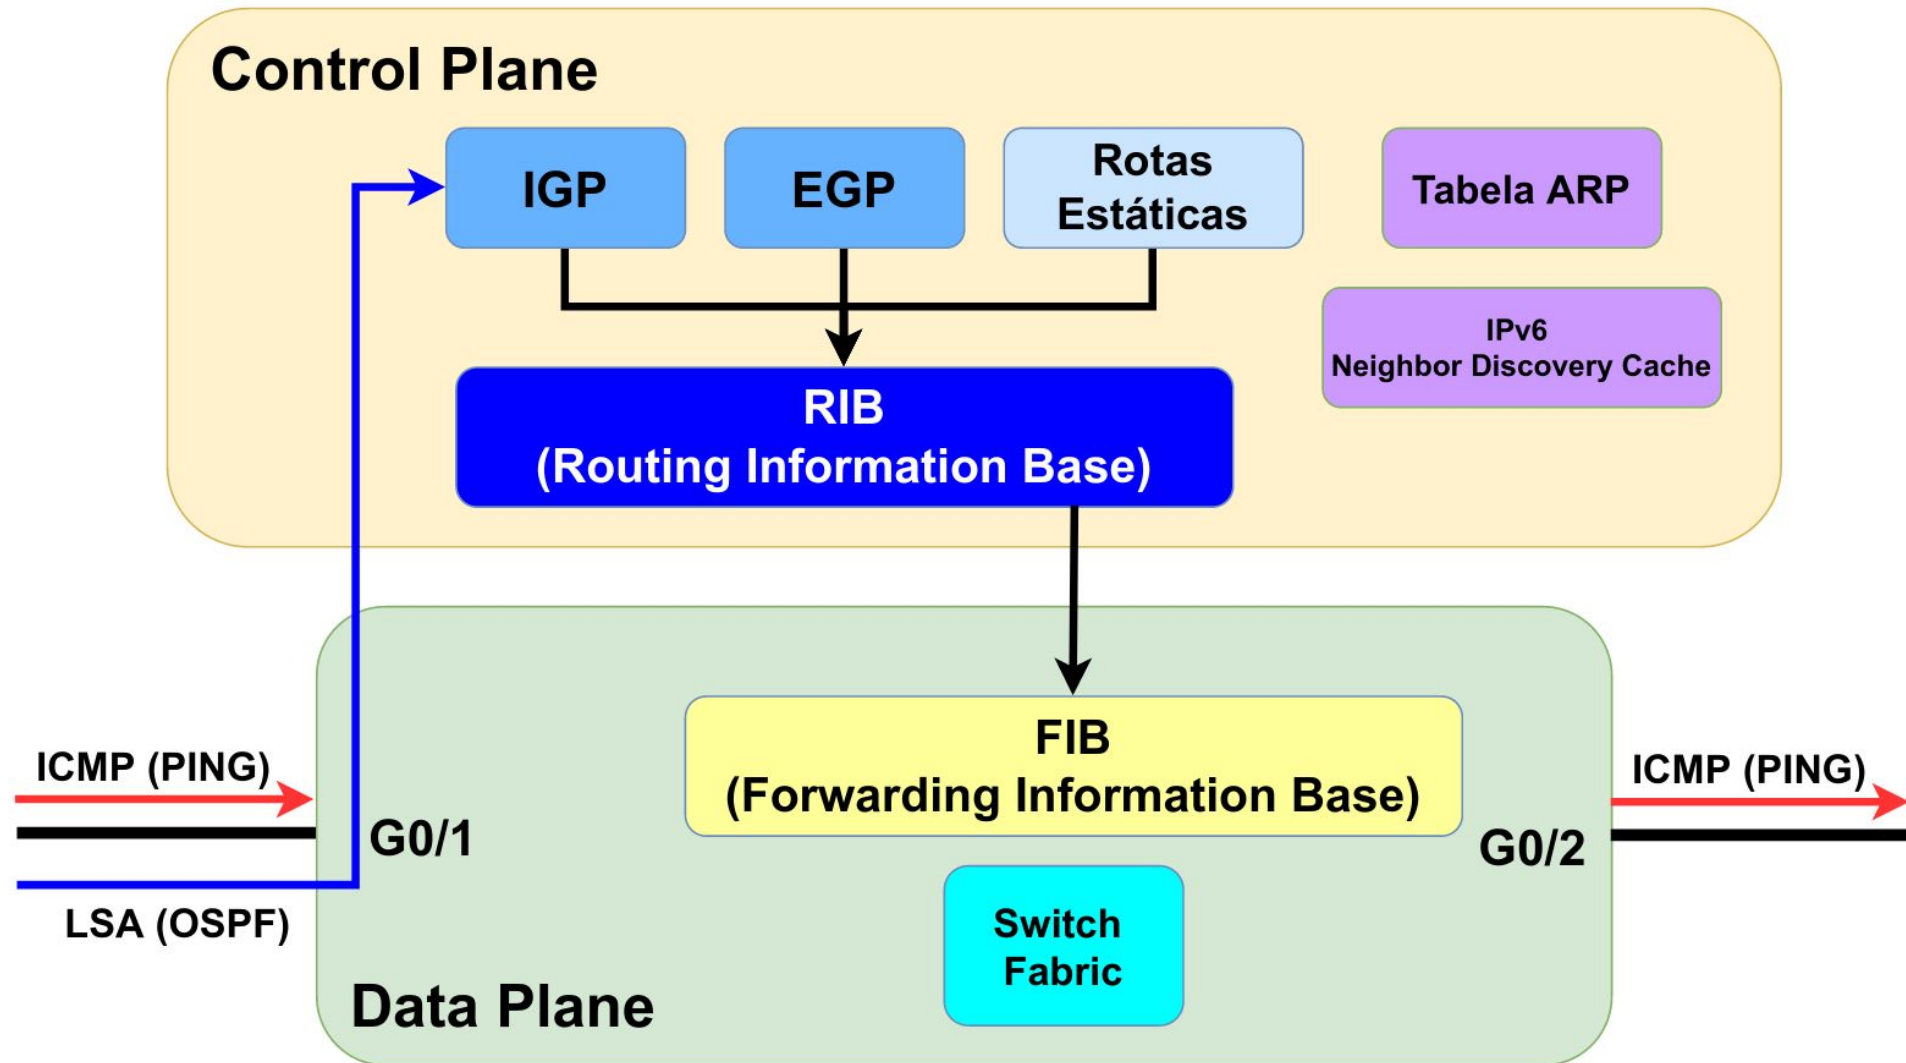 Control Plane
IGP
EGP
Rotas
Estáticas
Tabela ARP
IPv6
Neighbor Discovery Cache
RIB
(Routing Information Base)
FIB
(Forwarding Information Base)
ICMP (PING)
G0/1
LSA (OSPF)
ICMP (PING)
G0/2
Switch
Fabric
Data Plane